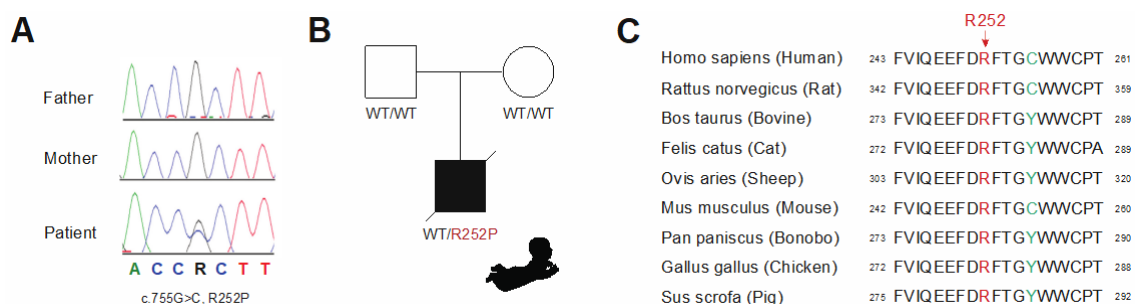 A
Father
Mother
Patient
A C C R C T T
c.755G>C, R252P
B
WT/WT WT/WT
WT/R252P
C
R252
Homo sapiens (Human) 243 FVIQEEFDRFTGCWWCPT 261
Rattus norvegicus (Rat) 342 FVIQEEFDRFTGCWWCPT 359
Bos taurus (Bovine) 273 FVIQEEFDRFTGYWWCPT 289
Felis catus (Cat) 272 FVIQEEFDRFTGYWWCPA 289
Ovis aries (Sheep) 303 FVIQEEFDRFTGYWWCPT 320
Mus musculus (Mouse) 242 FVIQEEFDRFTGCWWCPT 260
Pan paniscus (Bonobo) 273 FVIQEEFDRFTGYWWCPT 290
Gallus gallus (Chicken) 272 FVIQEEFDRFTGYWWCPT 288
Sus scrofa (Pig) 275 FVIQEEFDRFTGYWWCPT 292